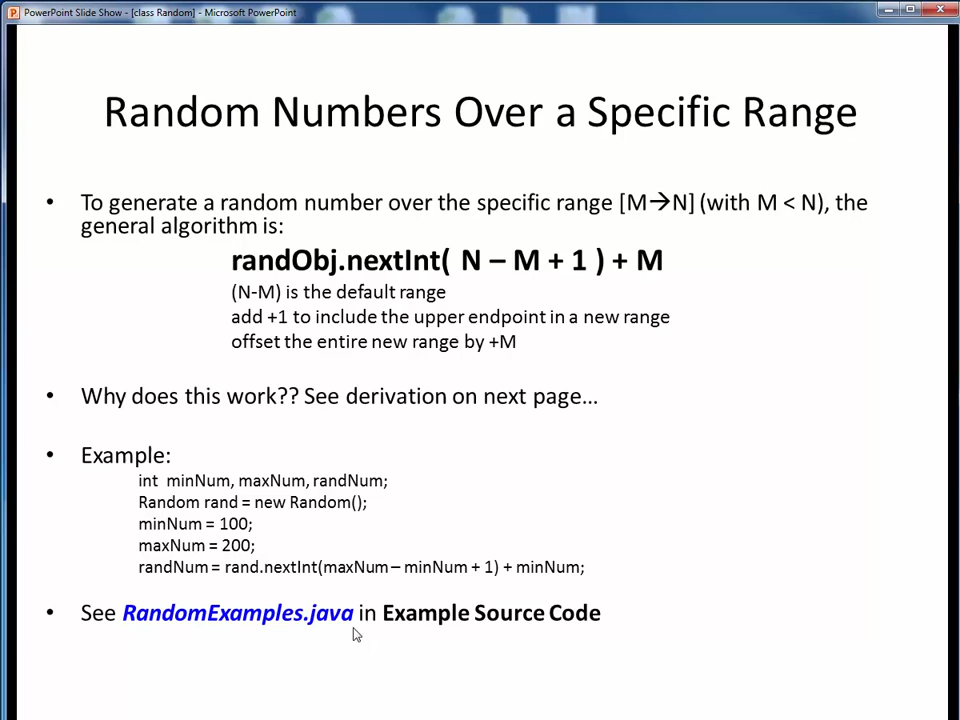 PowerPoint Slide Show - [class Random] - Microsoft PowerPoint
Random Numbers Over a Specific Range
• To generate a random number over the specific range [M→N] (with M < N), the
general algorithm is:
randObj.nextInt( N – M + 1 ) + M
(N-M) is the default range
add +1 to include the upper endpoint in a new range
offset the entire new range by +M
• Why does this work?? See derivation on next page…
• Example:
int minNum, maxNum, randNum;
Random rand = new Random();
minNum = 100;
maxNum = 200;
randNum = rand.nextInt(maxNum – minNum + 1) + minNum;
• See RandomExamples.java in Example Source Code